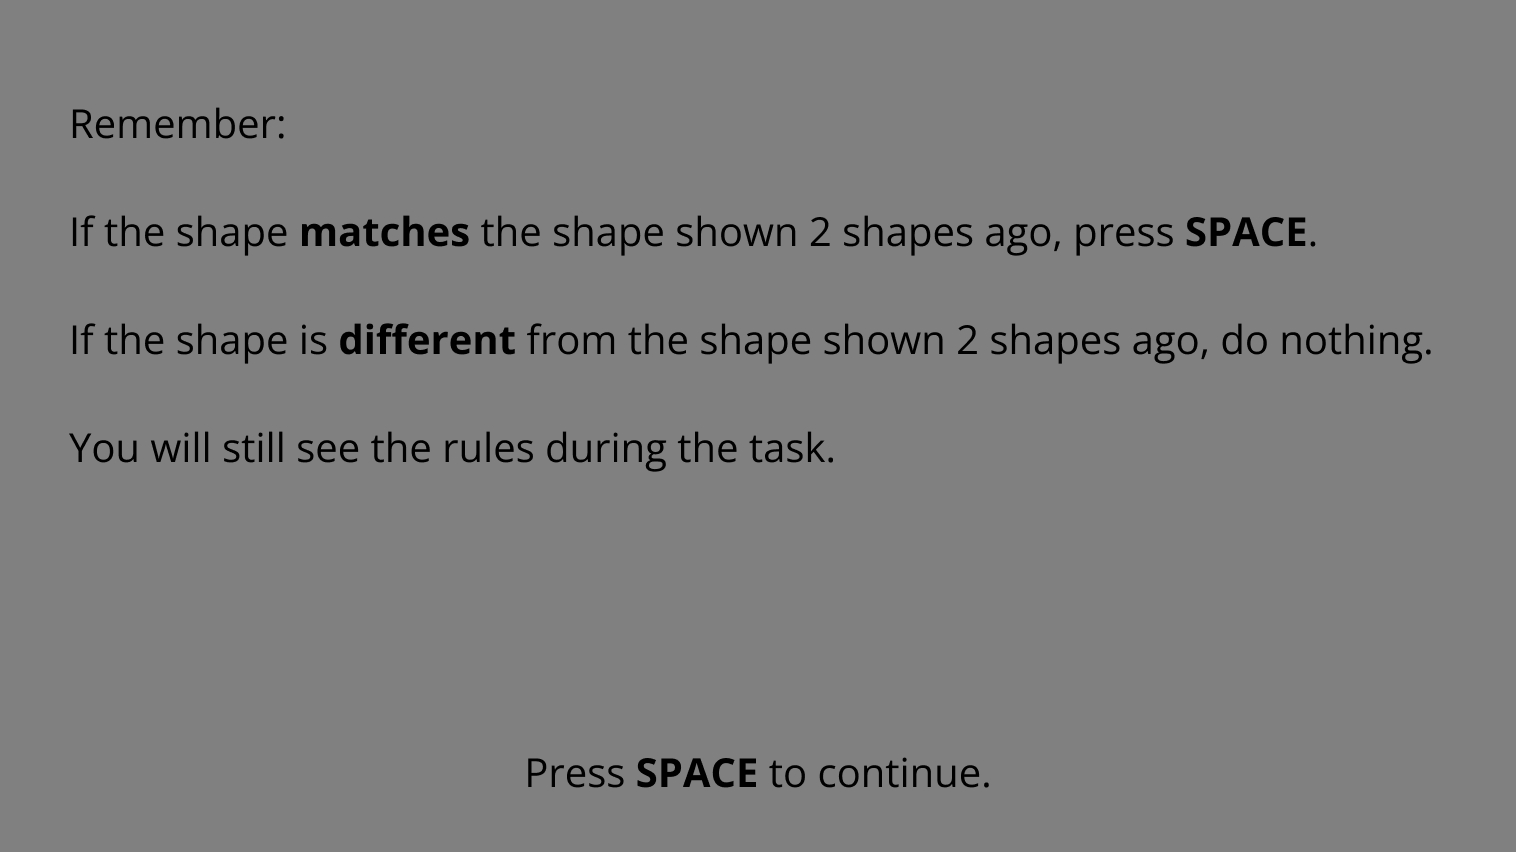 Remember:
If the shape matches the shape shown 2 shapes ago, press SPACE.
If the shape is different from the shape shown 2 shapes ago, do nothing.
You will still see the rules during the task.
Press SPACE to continue.